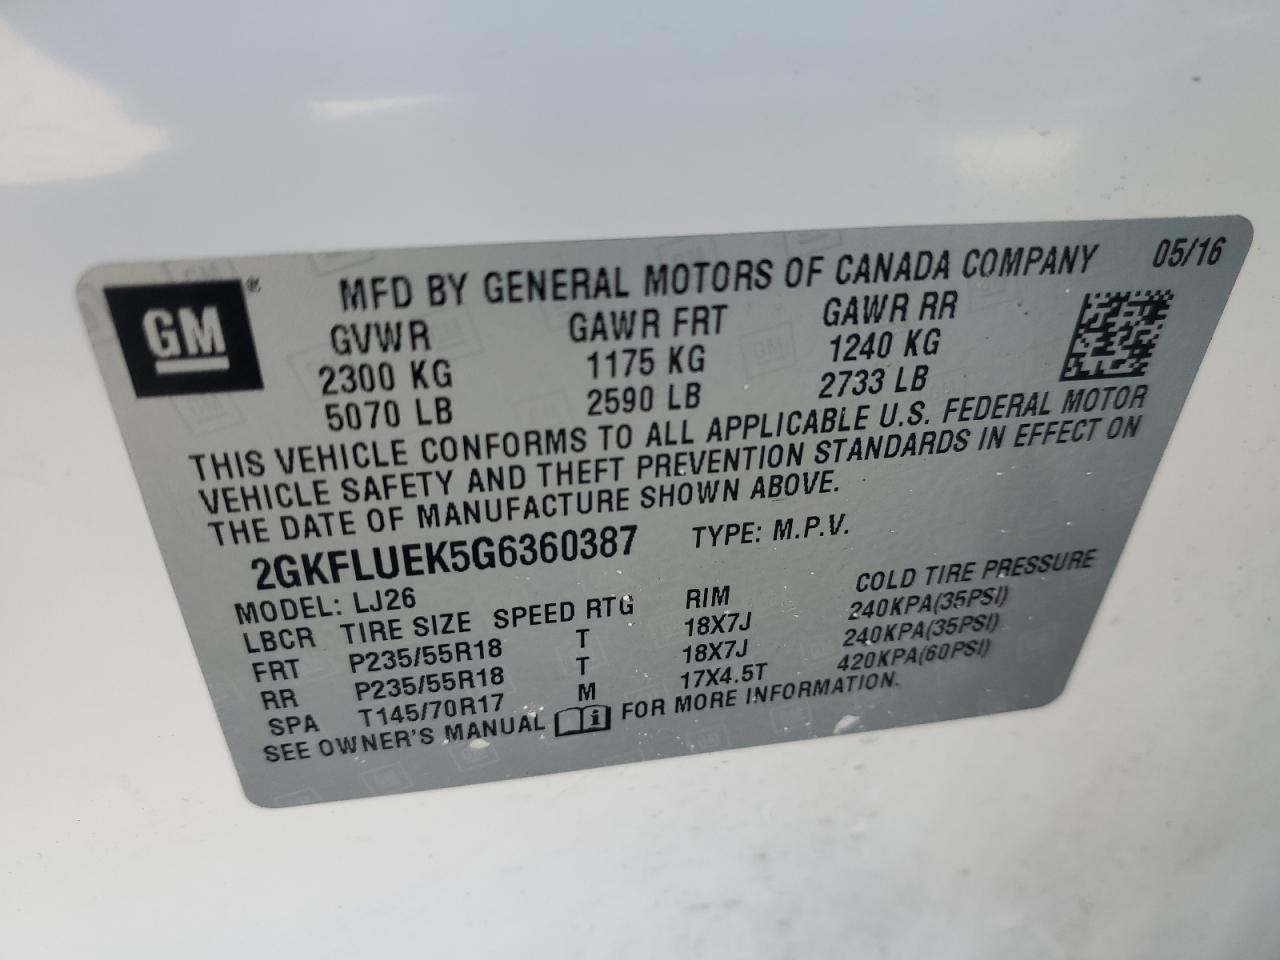 GM ® MFD BY GENERAL MOTORS OF CANADA COMPANY 05/16
GVWR GAWR FRT GAWR RR
2300 KG 1175 KG 1240 KG
5070 LB 2590 LB 2733 LB
THIS VEHICLE CONFORMS TO ALL APPLICABLE U.S. FEDERAL MOTOR
VEHICLE SAFETY AND THEFT PREVENTION STANDARDS IN EFFECT ON
THE DATE OF MANUFACTURE SHOWN ABOVE.
2GKFLUEK5G6360387 TYPE: M.P.V.
MODEL: LJ26
LBCR TIRE SIZE SPEED RTG RIM COLD TIRE PRESSURE
FRT P235/55R18 T 18X7J 240KPA(35PSI)
RR P235/55R18 T 18X7J 240KPA(35PSI)
SPA T145/70R17 M 17X4.5T 420KPA(60PSI)
SEE OWNER'S MANUAL i FOR MORE INFORMATION.